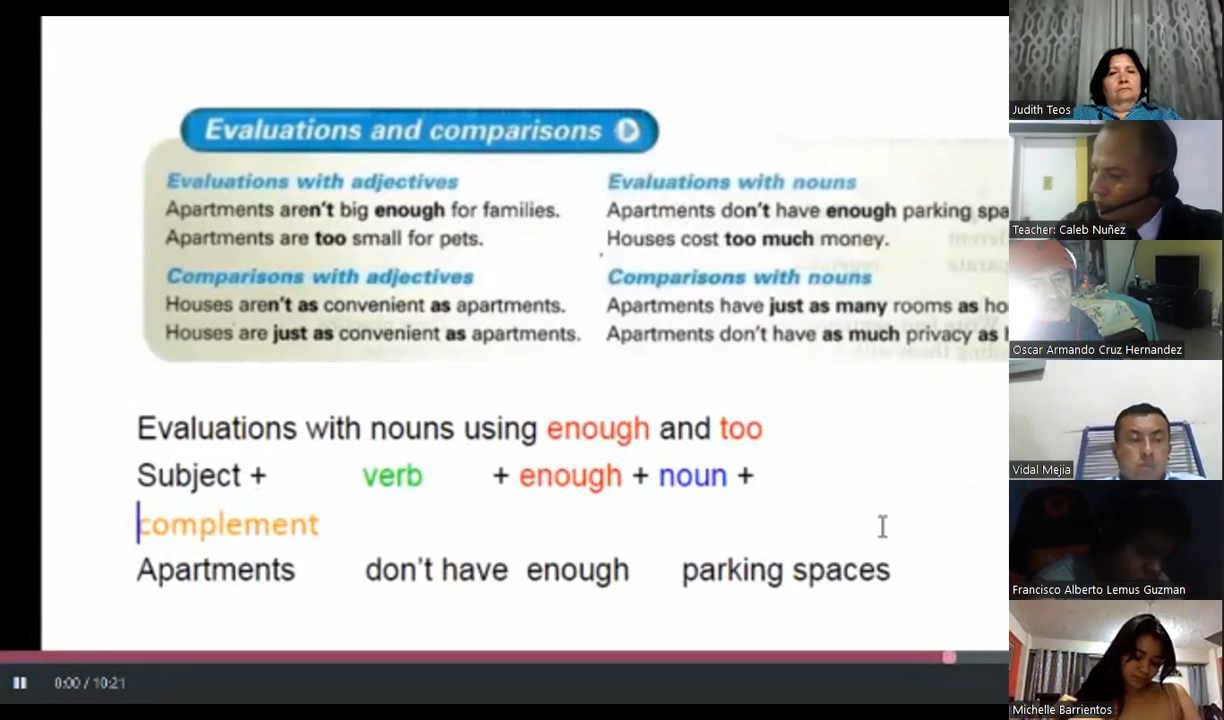 Evaluations and comparisons
Evaluations with adjectives
Apartments aren't big enough for families.
Apartments are too small for pets.
Comparisons with adjectives
Houses aren't as convenient as apartments.
Houses are just as convenient as apartments.
Evaluations with nouns
Apartments don't have enough parking spa
Houses cost too much money.
Comparisons with nouns
Apartments have just as many rooms as ho
Apartments don't have as much privacy as h
Evaluations with nouns using enough and too
Subject + verb + enough + noun +
complement
Apartments don't have enough parking spaces
0:00 / 10:21
Judith Teos
Teacher: Caleb Nuñez
Oscar Armando Cruz Hernandez
Vidal Mejia
Francisco Alberto Lemus Guzman
Michelle Barrientos